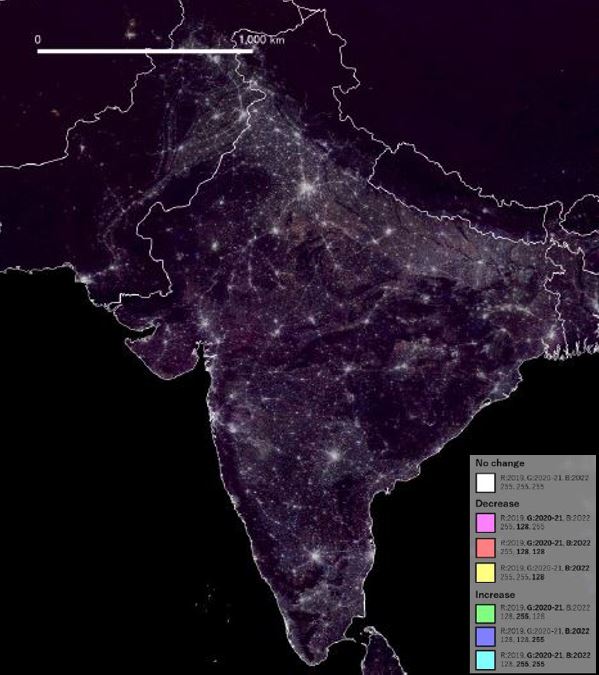 0
1,000 km
No change
R:2019, G:2020-21, B:2022
255, 255, 255
Decrease
R:2019, G:2020-21, B:2022
255, 128, 255
R:2019, G:2020-21, B:2022
255, 128, 128
R:2019, G:2020-21, B:2022
255, 255, 128
Increase
R:2019, G:2020-21, B:2022
128, 255, 128
R:2019, G:2020-21, B:2022
128, 128, 255
R:2019, G:2020-21, B:2022
128, 255, 255